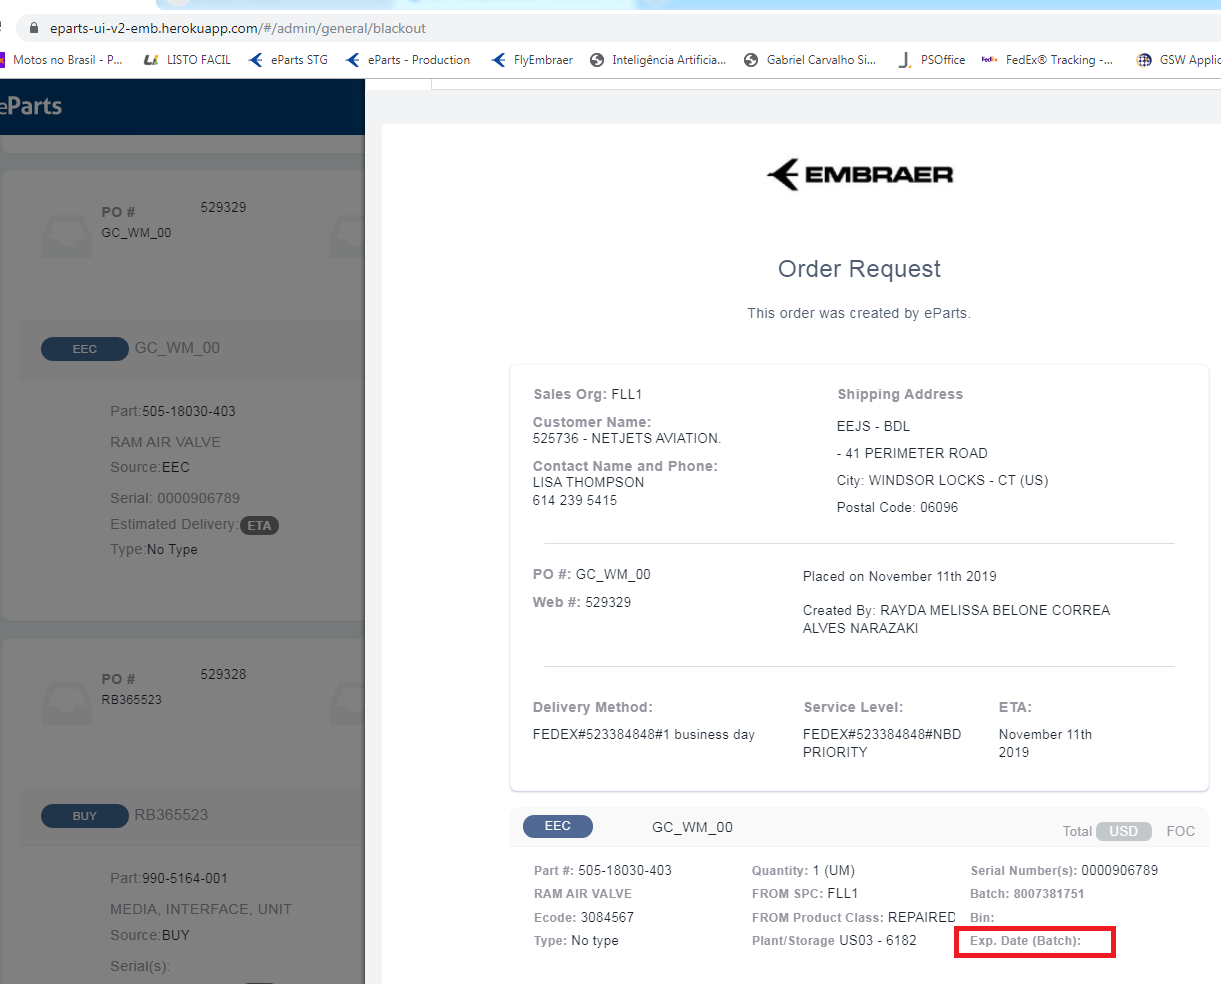 eparts-ui-v2-emb.herokuapp.com/#/admin/general/blackout
Motos no Brasil - P...
LISTO FACIL
eParts STG
eParts - Production
FlyEmbraer
Inteligência Artificia...
Gabriel Carvalho Si...
PSOffice
FedEx® Tracking -...
GSW Applic
eParts
PO #
529329
GC_WM_00
EEC
GC_WM_00
Part:505-18030-403
RAM AIR VALVE
Source:EEC
Serial: 0000906789
Estimated Delivery: ETA
Type:No Type
PO #
529328
RB365523
BUY
RB365523
Part:990-5164-001
MEDIA, INTERFACE, UNIT
Source:BUY
Serial(s):
EMBRAER
Order Request
This order was created by eParts.
Sales Org: FLL1
Customer Name:
525736 - NETJETS AVIATION.
Contact Name and Phone:
LISA THOMPSON
614 239 5415
Shipping Address
EEJS - BDL
- 41 PERIMETER ROAD
City: WINDSOR LOCKS - CT (US)
Postal Code: 06096
PO #: GC_WM_00
Web #: 529329
Placed on November 11th 2019
Created By: RAYDA MELISSA BELONE CORREA
ALVES NARAZAKI
Delivery Method:
FEDEX#523384848#1 business day
Service Level:
FEDEX#523384848#NBD
PRIORITY
ETA:
November 11th
2019
EEC
GC_WM_00
Total USD FOC
Part #: 505-18030-403
RAM AIR VALVE
Ecode: 3084567
Type: No type
Quantity: 1 (UM)
FROM SPC: FLL1
FROM Product Class: REPAIRED
Plant/Storage US03 - 6182
Serial Number(s): 0000906789
Batch: 8007381751
Bin:
Exp. Date (Batch):